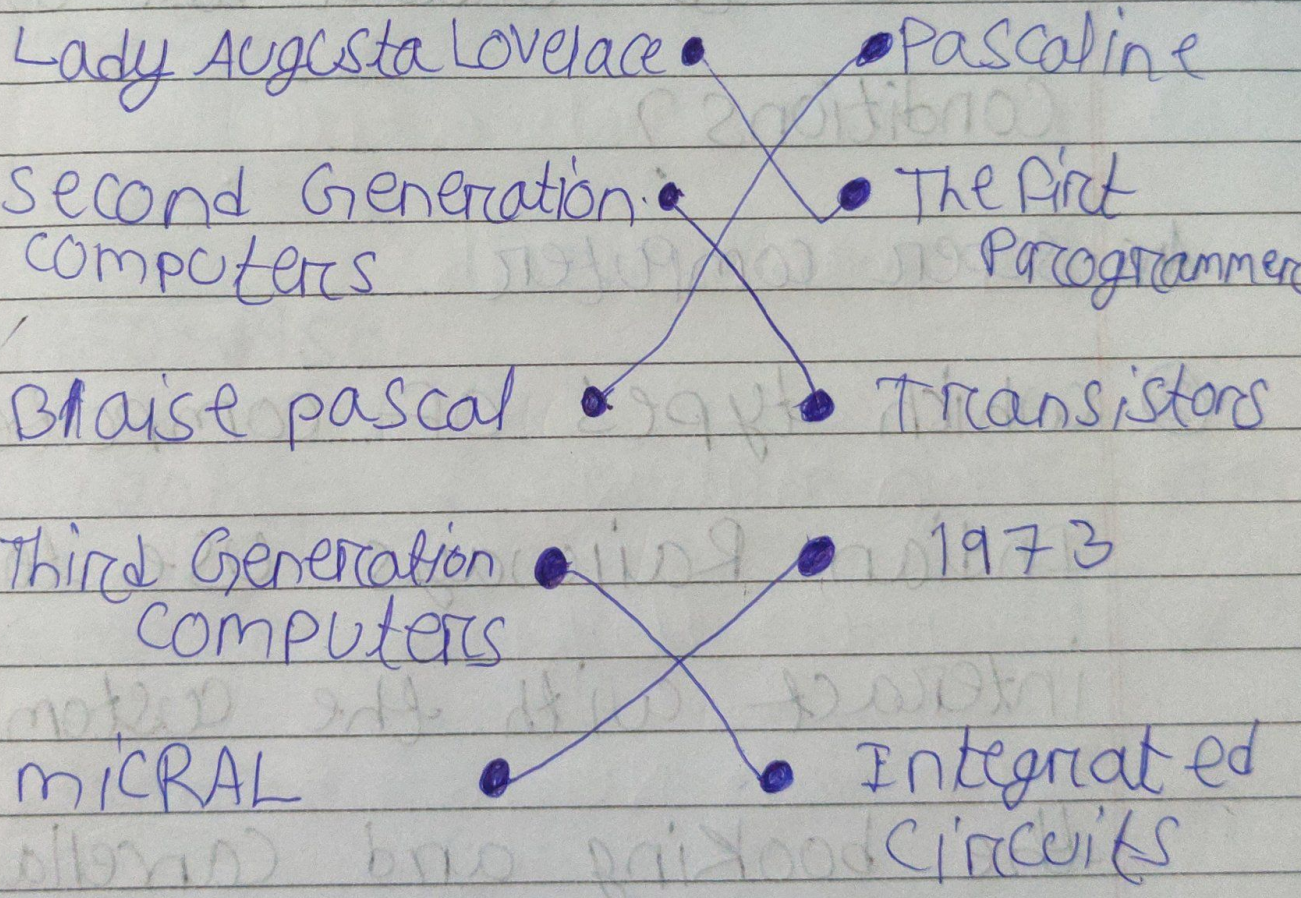 Lady Augusta Lovelace Pascaline
Second Generation The First
computers Programmer
Blaise pascal Transistors
Third Generation 1973
computers
miCRAL Integrated
Circuits